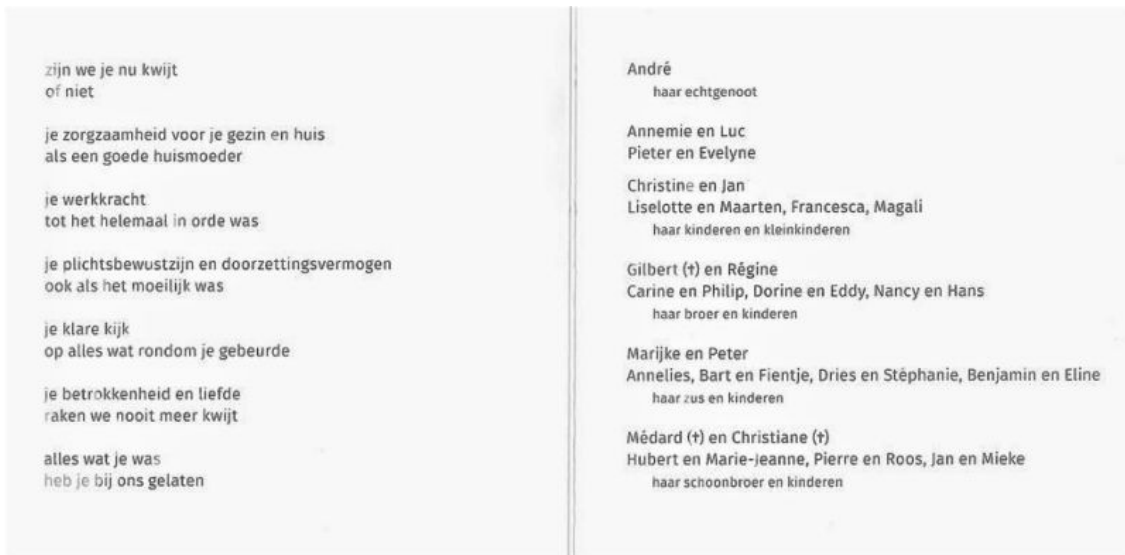 zijn we je nu kwijt
of niet
je zorgzaamheid voor je gezin en huis
als een goede huismoeder
je werkkracht
tot het helemaal in orde was
je plichtsbewustzijn en doorzettingsvermogen
ook als het moeilijk was
je klare kijk
op alles wat rondom je gebeurde
je betrokkenheid en liefde
raken we nooit meer kwijt
alles wat je was
heb je bij ons gelaten
André
haar echtgenoot
Annemie en Luc
Pieter en Evelyne
Christine en Jan
Liselotte en Maarten, Francesca, Magali
haar kinderen en kleinkinderen
Gilbert (†) en Régine
Carine en Philip, Dorine en Eddy, Nancy en Hans
haar broer en kinderen
Marijke en Peter
Annelies, Bart en Fientje, Dries en Stéphanie, Benjamin en Eline
haar zus en kinderen
Médard (†) en Christiane (†)
Hubert en Marie-Jeanne, Pierre en Roos, Jan en Mieke
haar schoonbroer en kinderen